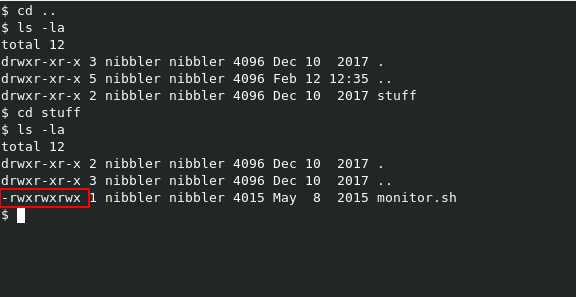 $ cd ..
$ ls -la
total 12
drwxr-xr-x 3 nibbler nibbler 4096 Dec 10  2017 .
drwxr-xr-x 5 nibbler nibbler 4096 Feb 12 12:35 ..
drwxr-xr-x 2 nibbler nibbler 4096 Dec 10  2017 stuff
$ cd stuff
$ ls -la
total 12
drwxr-xr-x 2 nibbler nibbler 4096 Dec 10  2017 .
drwxr-xr-x 3 nibbler nibbler 4096 Dec 10  2017 ..
-rwxrwxrwx 1 nibbler nibbler 4015 May  8  2015 monitor.sh
$